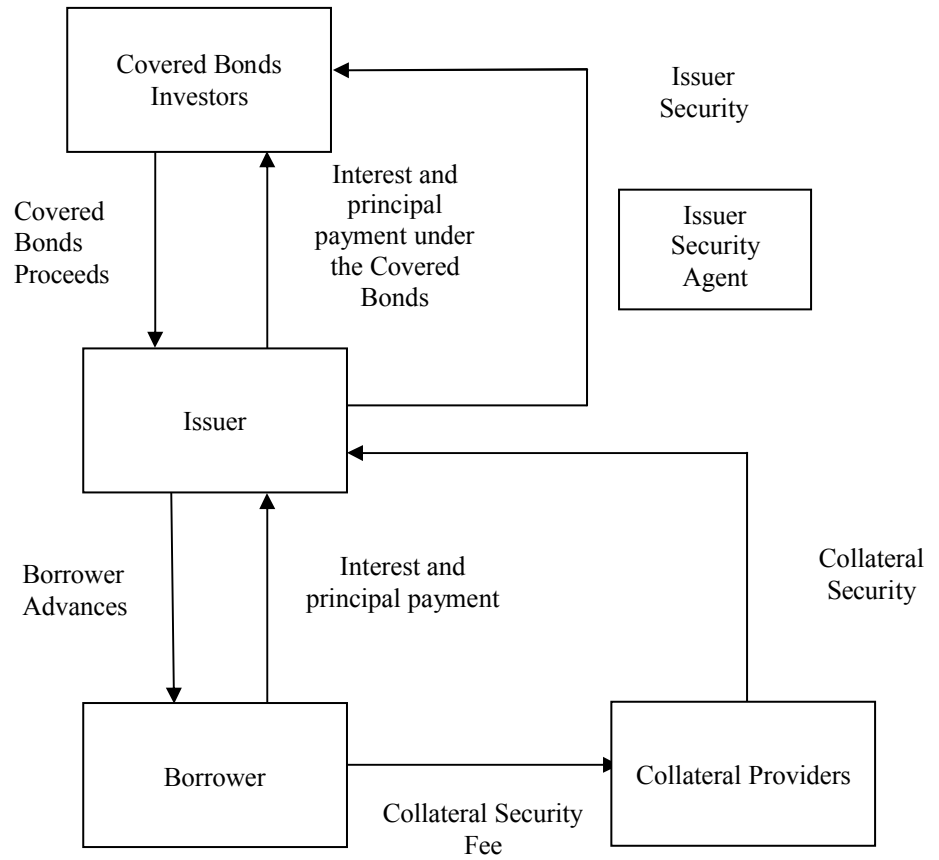 Covered Bonds
Investors
Issuer
Security
Covered
Bonds
Proceeds
Interest and
principal
payment under
the Covered
Bonds
Issuer
Security
Agent
Issuer
Borrower
Advances
Interest and
principal payment
Collateral
Security
Borrower
Collateral Security
Fee
Collateral Providers